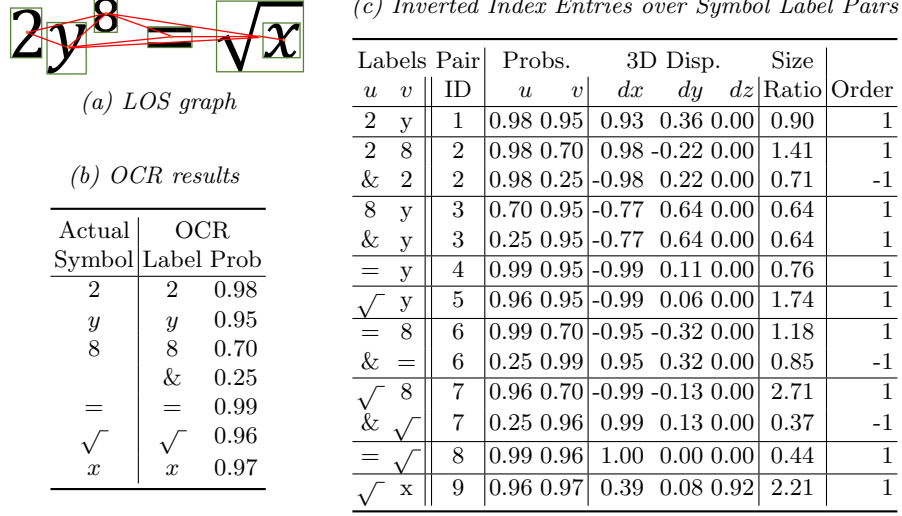 2y⁸ = √x
(a) LOS graph
(b) OCR results
Actual OCR
Symbol Label Prob
2 2 0.98
y y 0.95
8 8 0.70
& 0.25
= = 0.99
√ √ 0.96
x x 0.97
(c) Inverted Index Entries over Symbol Label Pairs
Labels Pair Probs. 3D Disp. Size
u v ID u v dx dy dz Ratio Order
2 y 1 0.98 0.95 0.93 0.36 0.00 0.90 1
2 8 2 0.98 0.70 0.98 -0.22 0.00 1.41 1
& 2 2 0.98 0.25 -0.98 0.22 0.00 0.71 -1
8 y 3 0.70 0.95 -0.77 0.64 0.00 0.64 1
& y 3 0.25 0.95 -0.77 0.64 0.00 0.64 1
= y 4 0.99 0.95 -0.99 0.11 0.00 0.76 1
√ y 5 0.96 0.95 -0.99 0.06 0.00 1.74 1
= 8 6 0.99 0.70 -0.95 -0.32 0.00 1.18 1
& = 6 0.25 0.99 0.95 0.32 0.00 0.85 -1
√ 8 7 0.96 0.70 -0.99 -0.13 0.00 2.71 1
& √ 7 0.25 0.96 0.99 0.13 0.00 0.37 -1
= √ 8 0.99 0.96 1.00 0.00 0.00 0.44 1
√ x 9 0.96 0.97 0.39 0.08 0.92 2.21 1